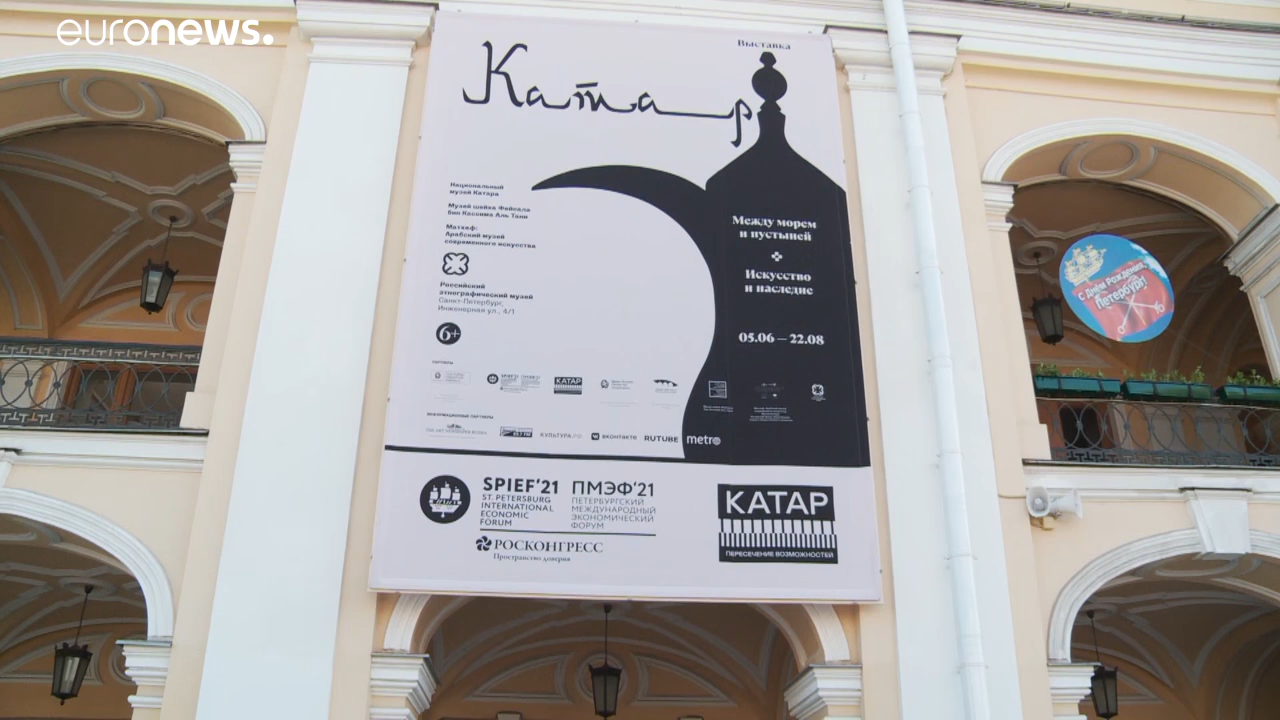 euronews.
Выставка
Катар
Национальный
музей Катара
Музей шейха Фейсала
Бин Кассима Аль Тани
Матхаф:
Арабский музей
современного искусства
Российский
этнографический музей
Санкт-Петербург,
Инженерная ул., 4/1
6+
Между морем
и пустыней
Искусство
и наследие
05.06 — 22.08
ПАРТНЕРЫ
КАТАР
ИНФОРМАЦИОННЫЕ ПАРТНЕРЫ
КУЛЬТУРА.РФ
ВКОНТАКТЕ
RUTUBE
metro
SPIEF'21
ST. PETERSBURG
INTERNATIONAL
ECONOMIC
FORUM
ПМЭФ'21
ПЕТЕРБУРГСКИЙ
МЕЖДУНАРОДНЫЙ
ЭКОНОМИЧЕСКИЙ
ФОРУМ
РОСКОНГРЕСС
Пространство доверия
КАТАР
ПЕРЕСЕЧЕНИЕ ВОЗМОЖНОСТЕЙ
С Днём Рождения,
Петербург!